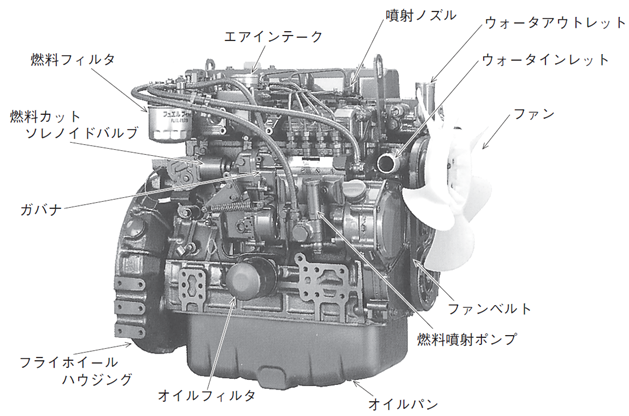 噴射ノズル
ウォータアウトレット
エアインテーク
ウォータインレット
燃料フィルタ
ファン
燃料カット
ソレノイドバルブ
ガバナ
ファンベルト
燃料噴射ポンプ
フライホイール
ハウジング
オイルフィルタ
オイルパン